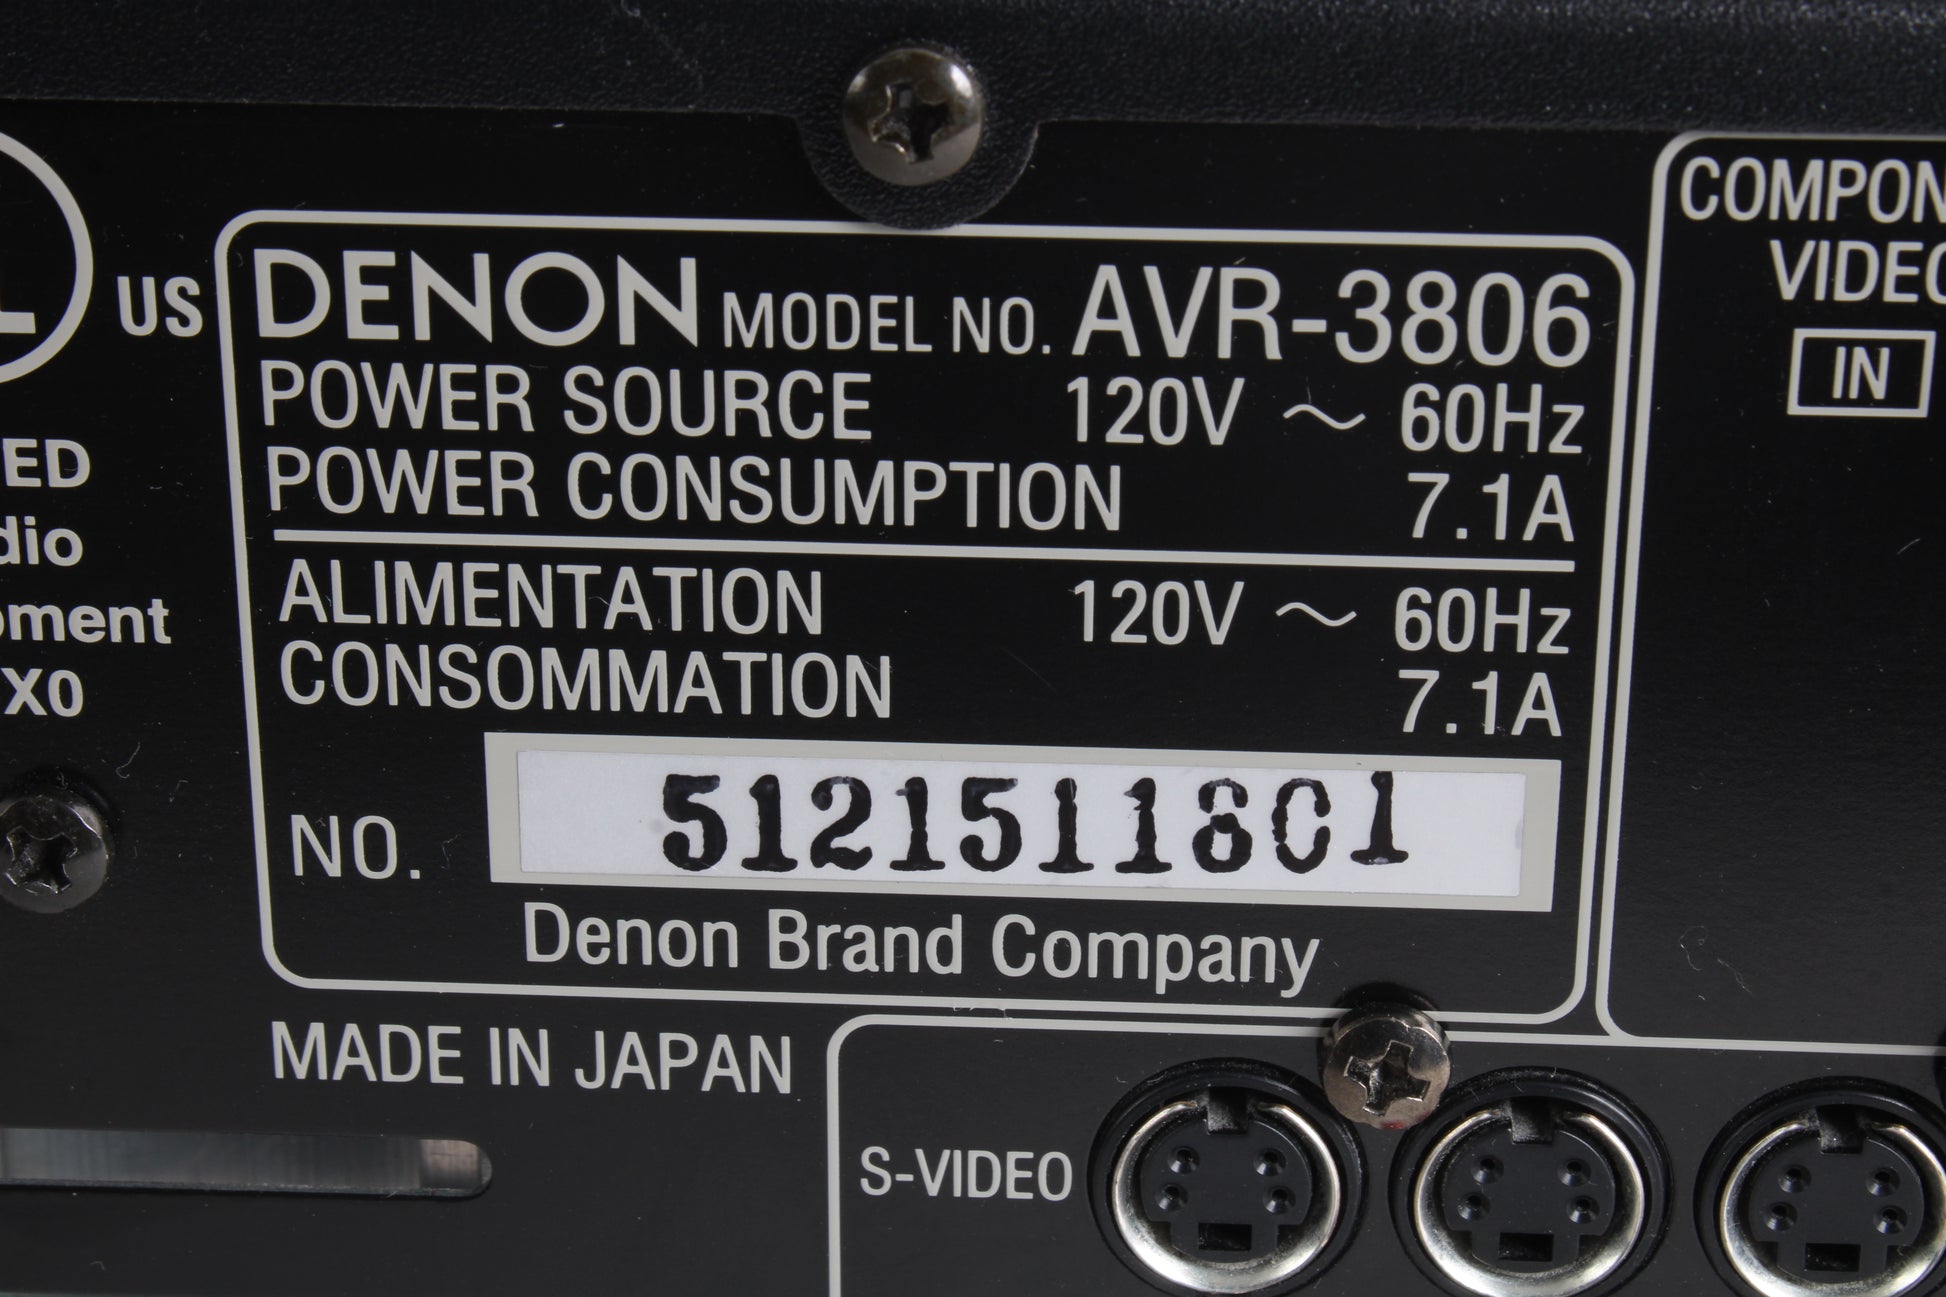 US
DENON MODEL NO. AVR-3806
POWER SOURCE 120V ~ 60Hz
POWER CONSUMPTION 7.1A
ALIMENTATION 120V ~ 60Hz
CONSOMMATION 7.1A
NO. 5121511801
Denon Brand Company
MADE IN JAPAN
S-VIDEO
VIDEO
IN
X0